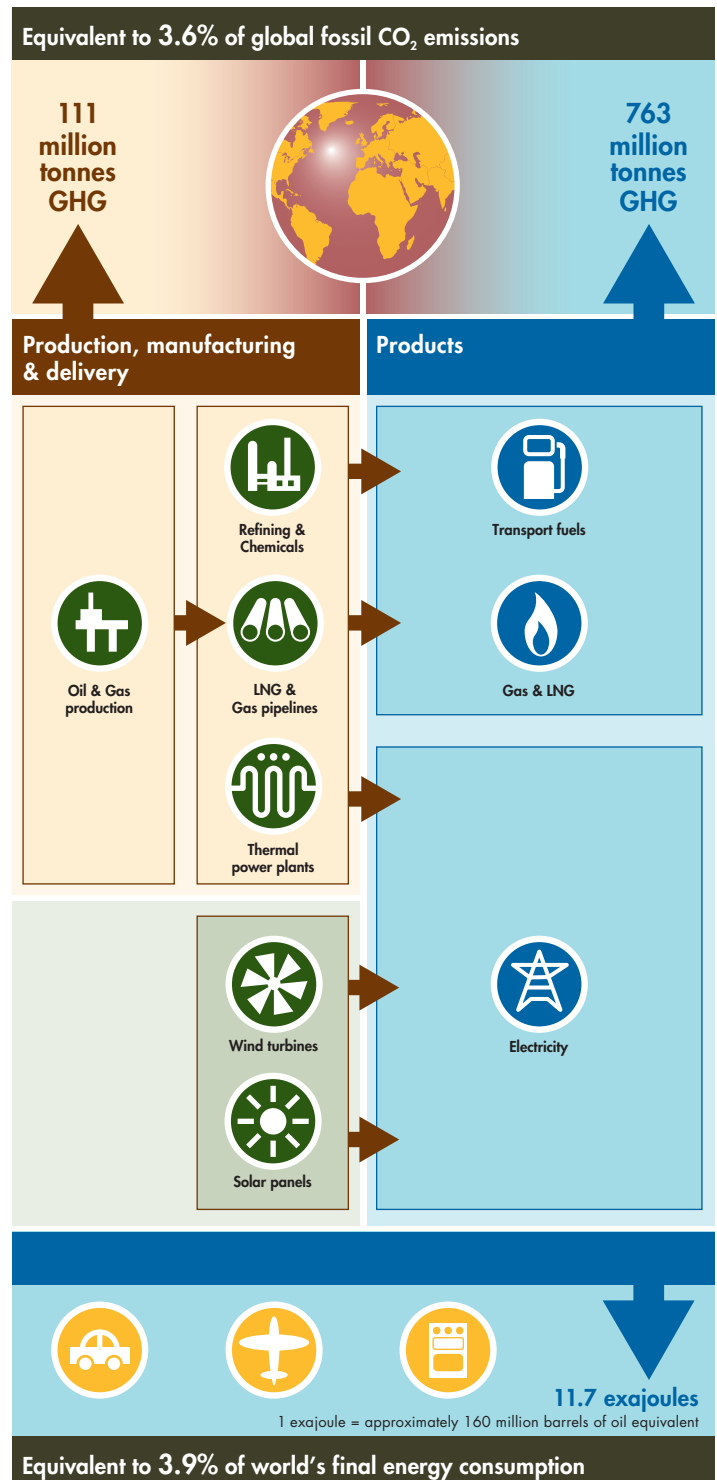 Equivalent to 3.6% of global fossil CO₂ emissions
111
million
tonnes
GHG
763
million
tonnes
GHG
Production, manufacturing
& delivery
Products
Refining &
Chemicals
Transport fuels
Oil & Gas
production
LNG &
Gas pipelines
Gas & LNG
Thermal
power plants
Wind turbines
Electricity
Solar panels
11.7 exajoules
1 exajoule = approximately 160 million barrels of oil equivalent
Equivalent to 3.9% of world's final energy consumption